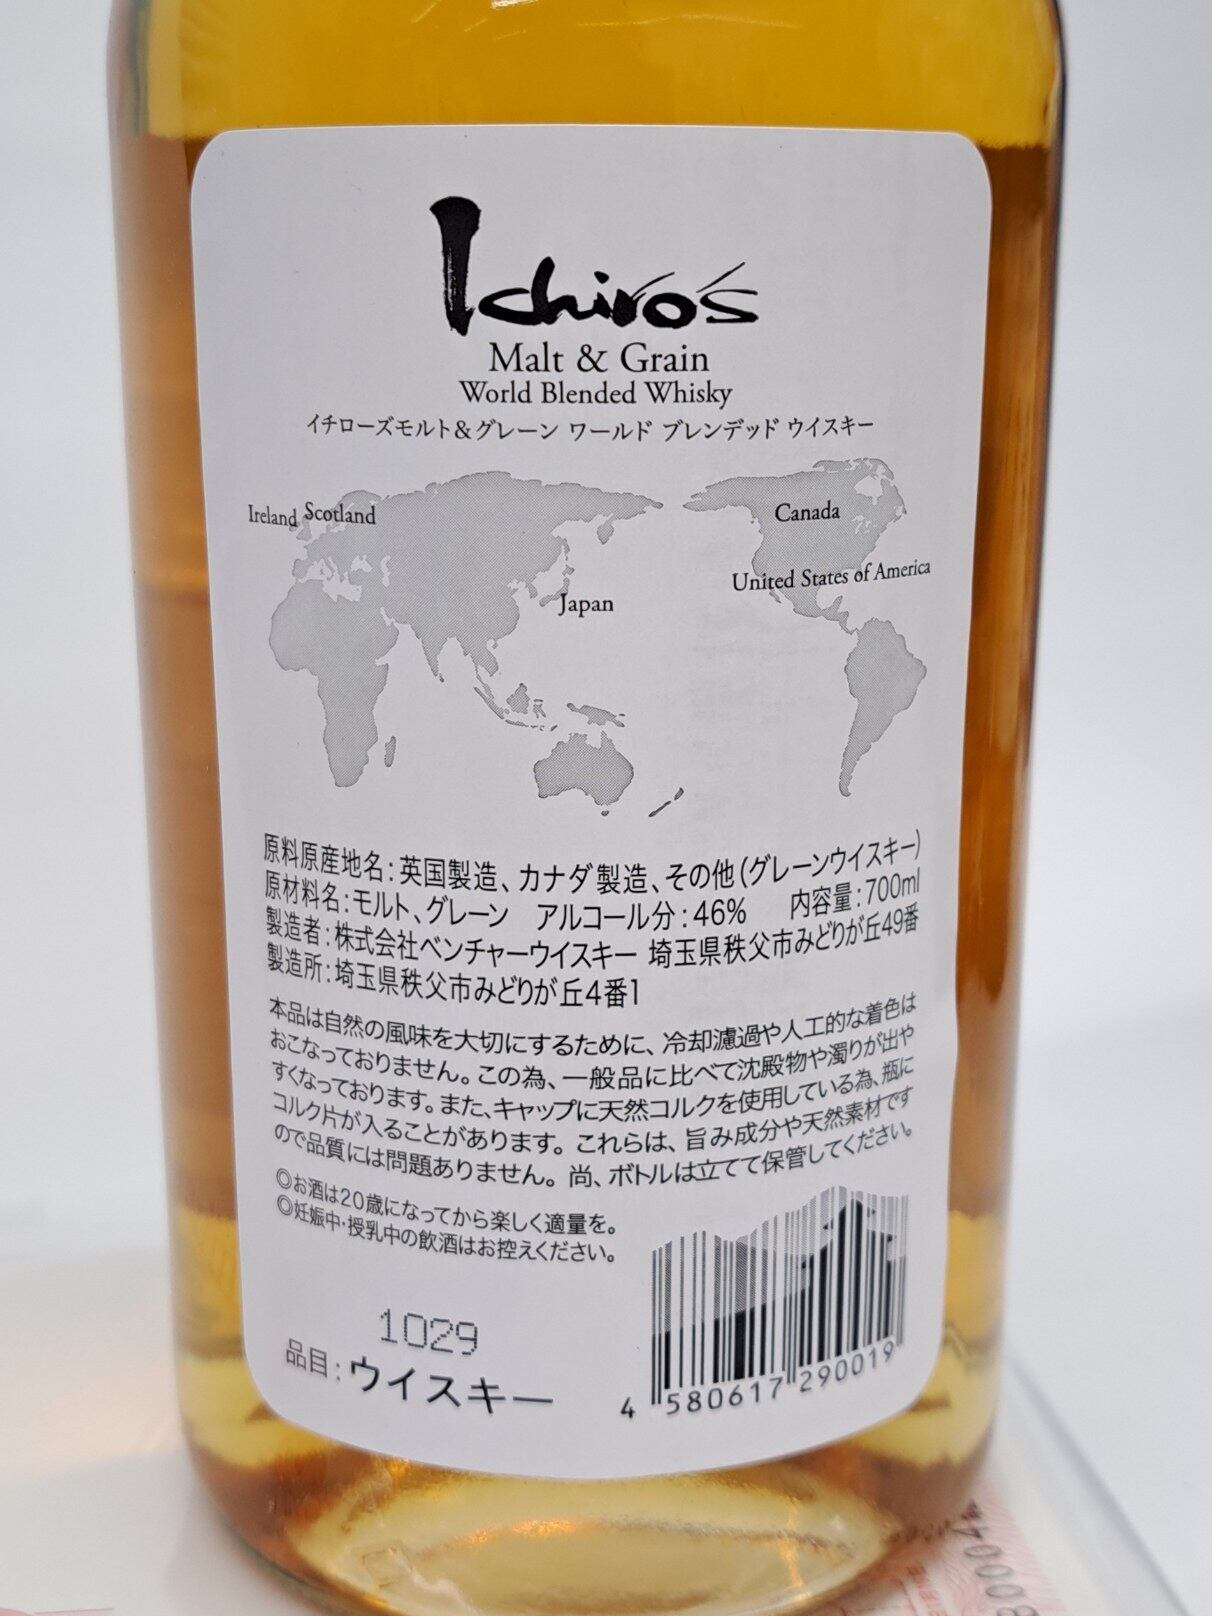 Ichiro's
Malt & Grain
World Blended Whisky
イチローズモルト&グレーン ワールド ブレンデッド ウイスキー
Ireland Scotland
Canada
United States of America
Japan
原料原産地名:英国製造、カナダ製造、その他(グレーンウイスキー)
原材料名:モルト、グレーン アルコール分:46% 内容量:700ml
製造者:株式会社ベンチャーウイスキー 埼玉県秩父市みどりが丘49番
製造所:埼玉県秩父市みどりが丘4番1
本品は自然の風味を大切にするために、冷却濾過や人工的な着色は
おこなっておりません。この為、一般品に比べて沈殿物や濁りが出や
すくなっております。また、キャップに天然コルクを使用している為、瓶に
コルク片が入ることがあります。これらは、旨み成分や天然素材です
ので品質には問題ありません。尚、ボトルは立てて保管してください。
◎お酒は20歳になってから楽しく適量を。
◎妊娠中・授乳中の飲酒はお控えください。
1029
品目:ウイスキー
4 580617 290019